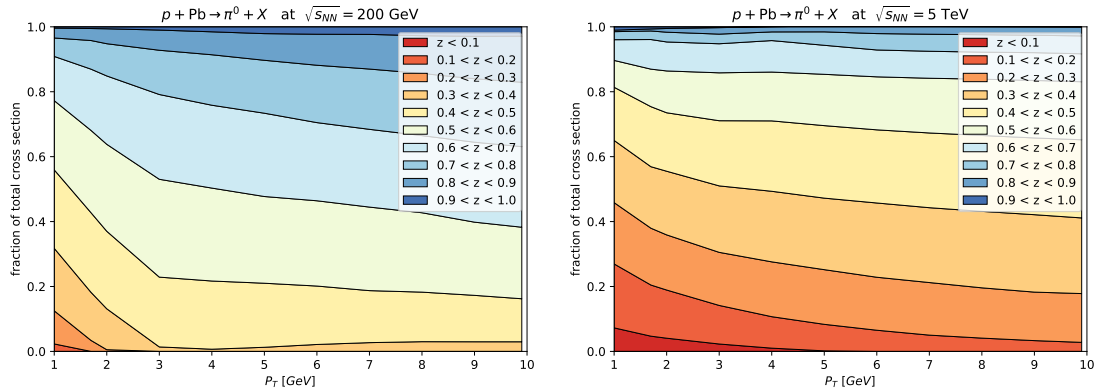 p + Pb → π⁰ + X at √s_NN = 200 GeV
1.0
0.8
0.6
0.4
0.2
0.0
fraction of total cross section
z < 0.1
0.1 < z < 0.2
0.2 < z < 0.3
0.3 < z < 0.4
0.4 < z < 0.5
0.5 < z < 0.6
0.6 < z < 0.7
0.7 < z < 0.8
0.8 < z < 0.9
0.9 < z < 1.0
1 2 3 4 5 6 7 8 9 10
P_T [GeV]
p + Pb → π⁰ + X at √s_NN = 5 TeV
1.0
0.8
0.6
0.4
0.2
0.0
fraction of total cross section
z < 0.1
0.1 < z < 0.2
0.2 < z < 0.3
0.3 < z < 0.4
0.4 < z < 0.5
0.5 < z < 0.6
0.6 < z < 0.7
0.7 < z < 0.8
0.8 < z < 0.9
0.9 < z < 1.0
1 2 3 4 5 6 7 8 9 10
P_T [GeV]